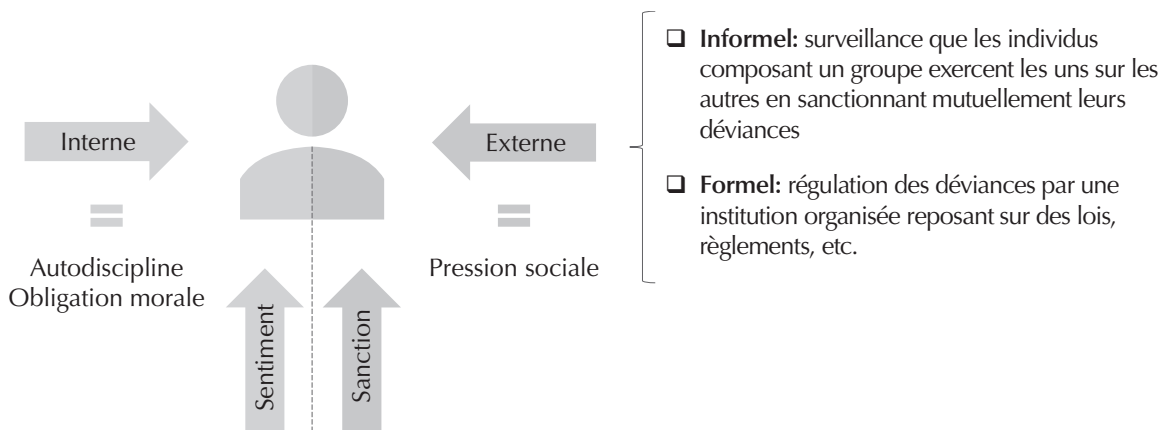 Interne
=
Autodiscipline
Obligation morale
Sentiment
Sanction
Externe
=
Pression sociale
❑ Informel: surveillance que les individus
composant un groupe exercent les uns sur les
autres en sanctionnant mutuellement leurs
déviances
❑ Formel: régulation des déviances par une
institution organisée reposant sur des lois,
règlements, etc.